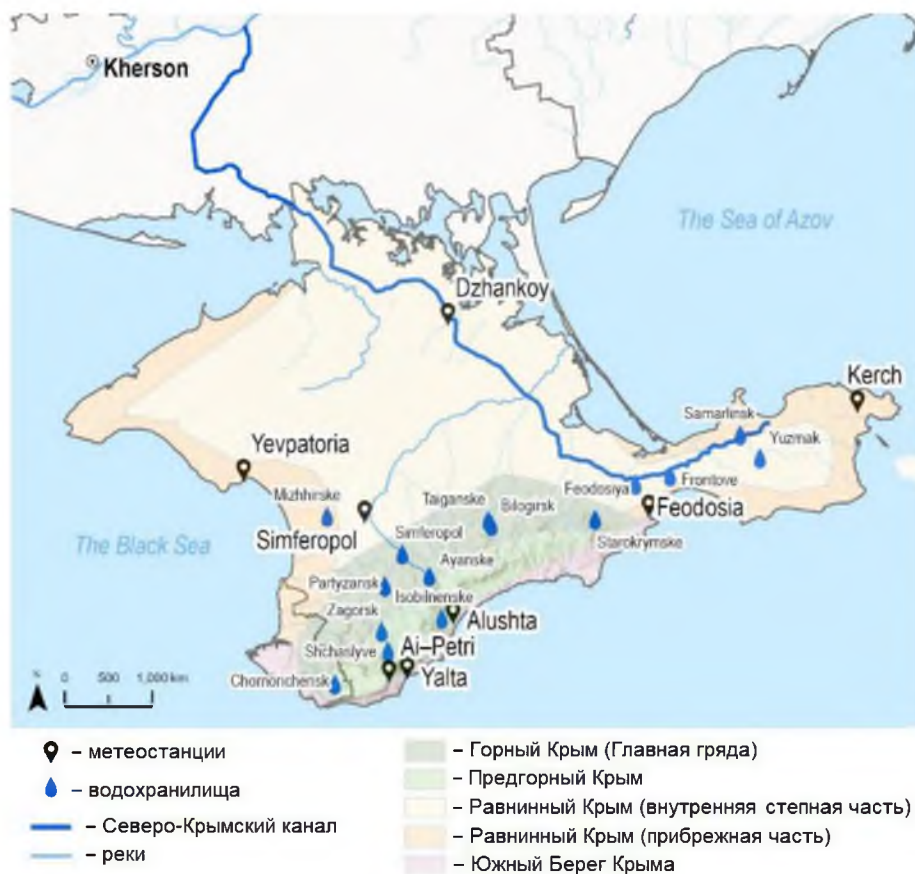 Kherson
The Sea of Azov
Dzhankoy
Kerch
Samarlinsk
Yuzmak
Yevpatoria
Mizhhirske
Taiganske
Bilogirsk
Feodosiya
Frontove
Feodosia
Simferopol
Simferopol
Starokrymske
The Black Sea
Ayanske
Partyzansk
Isobilnenske
Zagorsk
Alushta
Shchaslyve
Ai–Petri
Yalta
Chornorichensk
N
0 500 1,000 km
– метеостанции
– водохранилища
– Северо-Крымский канал
– реки
– Горный Крым (Главная гряда)
– Предгорный Крым
– Равнинный Крым (внутренняя степная часть)
– Равнинный Крым (прибрежная часть)
– Южный Берег Крыма